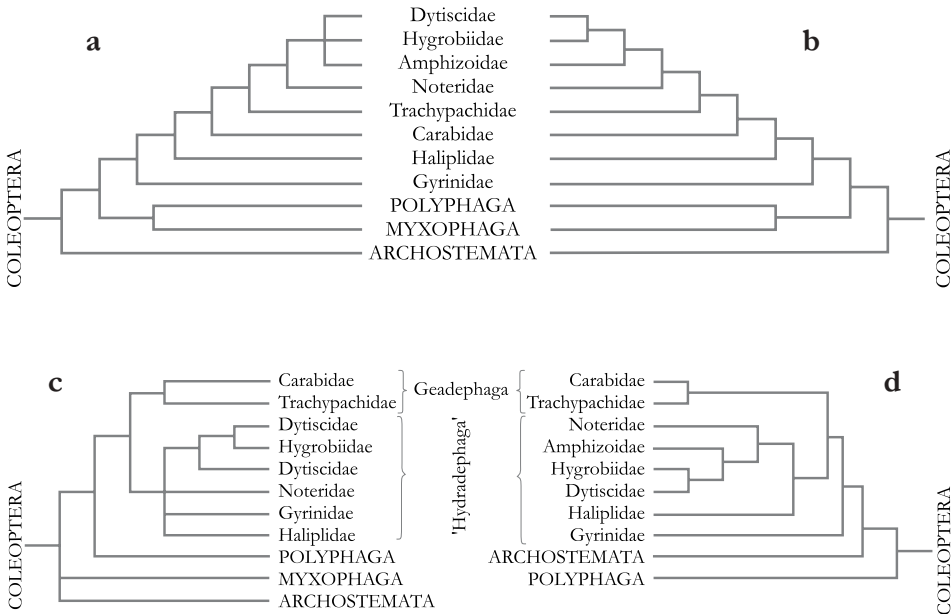 a
b
Dytiscidae
Hygrobiidae
Amphizoidae
Noteridae
Trachypachidae
Carabidae
Haliplidae
Gyrinidae
POLYPHAGA
MYXOPHAGA
ARCHOSTEMATA
COLEOPTERA
COLEOPTERA
c
Carabidae
Trachypachidae
Dytiscidae
Hygrobiidae
Dytiscidae
Noteridae
Gyrinidae
Haliplidae
POLYPHAGA
MYXOPHAGA
ARCHOSTEMATA
COLEOPTERA
Geadephaga
'Hydradephaga'
d
Carabidae
Trachypachidae
Noteridae
Amphizoidae
Hygrobiidae
Dytiscidae
Haliplidae
Gyrinidae
ARCHOSTEMATA
POLYPHAGA
COLEOPTERA